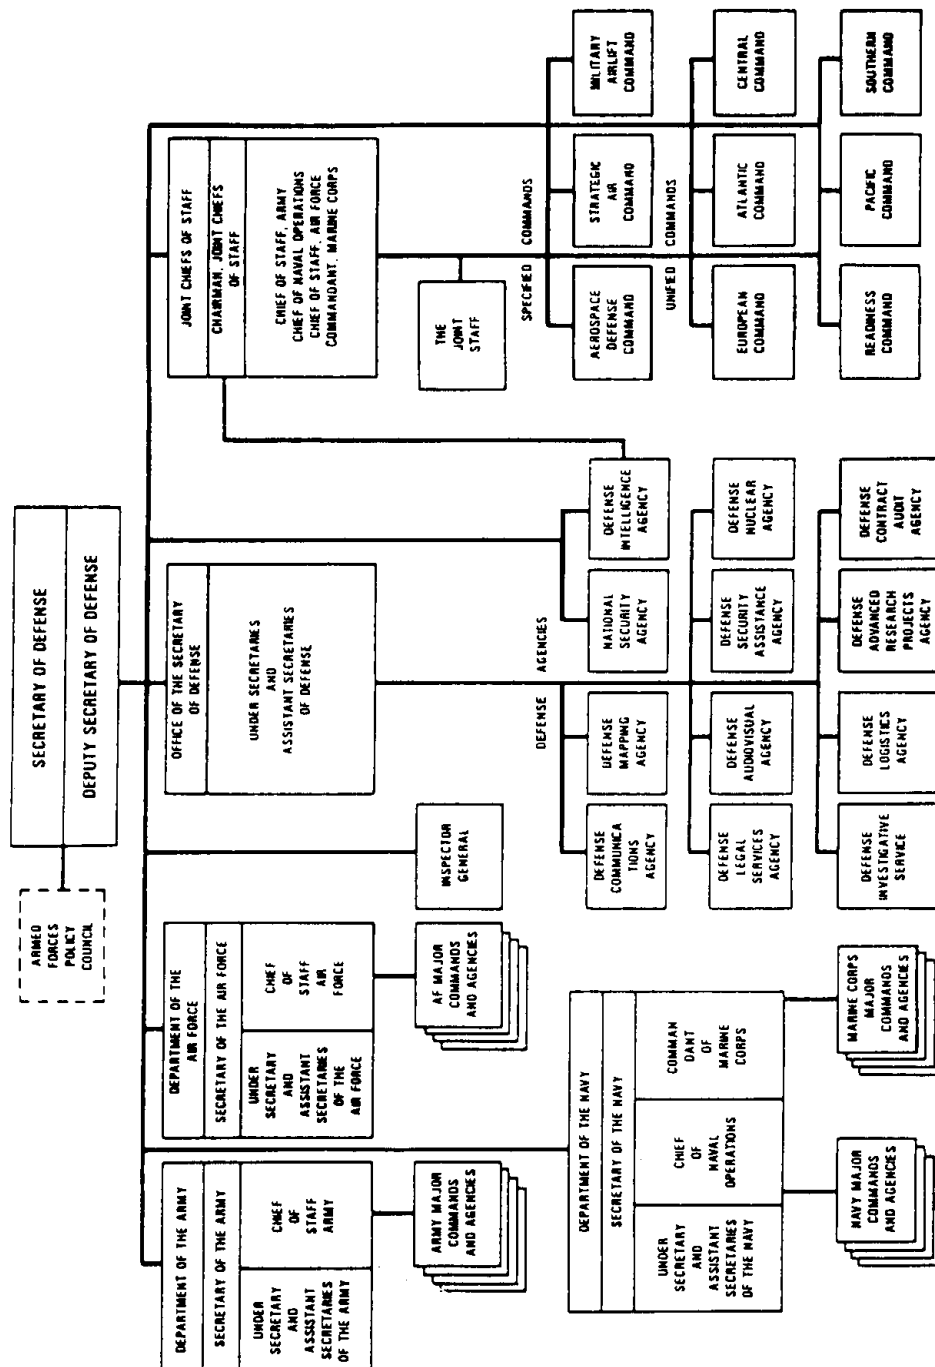 SECRETARY OF DEFENSE
DEPUTY SECRETARY OF DEFENSE
ARMED
FORCES
POLICY
COUNCIL
DEPARTMENT OF THE ARMY
SECRETARY OF THE ARMY
UNDER
SECRETARY
AND
ASSISTANT
SECRETARIES
OF THE ARMY
CHIEF
OF
STAFF
ARMY
ARMY MAJOR
COMMANDS
AND AGENCIES
DEPARTMENT OF THE
AIR FORCE
SECRETARY OF THE AIR FORCE
UNDER
SECRETARY
AND
ASSISTANT
SECRETARIES
OF THE
AIR FORCE
CHIEF
OF
STAFF
AIR
FORCE
AF MAJOR
COMMANDS
AND AGENCIES
DEPARTMENT OF THE NAVY
SECRETARY OF THE NAVY
UNDER
SECRETARY
AND
ASSISTANT
SECRETARIES
OF THE NAVY
CHIEF
OF
NAVAL
OPERATIONS
COMMAN
DANT
OF
MARINE
CORPS
NAVY MAJOR
COMMANDS
AND AGENCIES
MARINE CORPS
MAJOR
COMMANDS
AND AGENCIES
INSPECTOR
GENERAL
OFFICE OF THE SECRETARY
OF DEFENSE
UNDER SECRETARIES
AND
ASSISTANT SECRETARIES
OF DEFENSE
DEFENSE AGENCIES
DEFENSE
COMMUNICA
TIONS
AGENCY
DEFENSE
MAPPING
AGENCY
NATIONAL
SECURITY
AGENCY
DEFENSE
INTELLIGENCE
AGENCY
DEFENSE
LEGAL
SERVICES
AGENCY
DEFENSE
AUDIOVISUAL
AGENCY
DEFENSE
SECURITY
ASSISTANCE
AGENCY
DEFENSE
NUCLEAR
AGENCY
DEFENSE
INVESTIGATIVE
SERVICE
DEFENSE
LOGISTICS
AGENCY
DEFENSE
ADVANCED
RESEARCH
PROJECTS
AGENCY
DEFENSE
CONTRACT
AUDIT
AGENCY
JOINT CHIEFS OF STAFF
CHAIRMAN, JOINT CHIEFS
OF STAFF
CHIEF OF STAFF, ARMY
CHIEF OF NAVAL OPERATIONS
CHIEF OF STAFF, AIR FORCE
COMMANDANT, MARINE CORPS
THE
JOINT
STAFF
SPECIFIED COMMANDS
AEROSPACE
DEFENSE
COMMAND
STRATEGIC
AIR
COMMAND
MILITARY
AIRLIFT
COMMAND
UNIFIED COMMANDS
EUROPEAN
COMMAND
ATLANTIC
COMMAND
CENTRAL
COMMAND
READINESS
COMMAND
PACIFIC
COMMAND
SOUTHERN
COMMAND